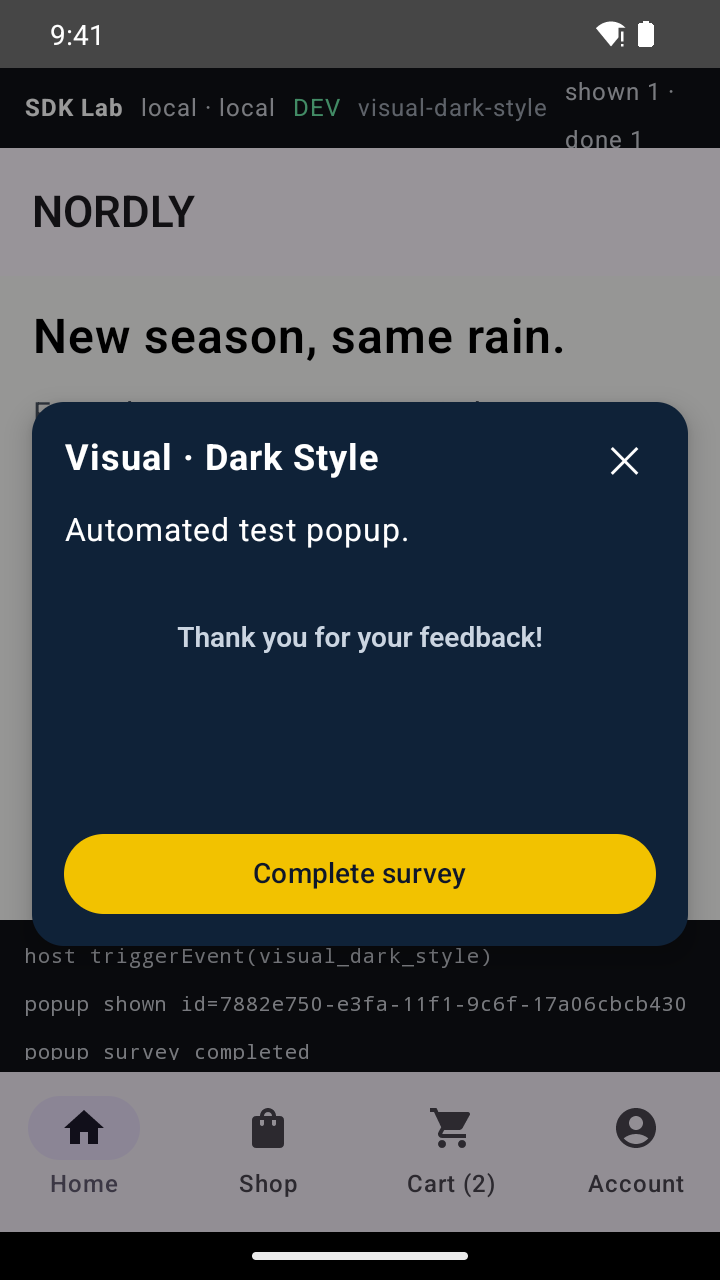 9:41
SDK Lab local · local DEV visual-dark-style shown 1 ·
done 1
NORDLY
New season, same rain.
Visual · Dark Style
Automated test popup.
Thank you for your feedback!
Complete survey
host triggerEvent(visual_dark_style)
popup shown id=7882e750-e3fa-11f1-9c6f-17a06cbcb430
popup survey completed
Home Shop Cart (2) Account